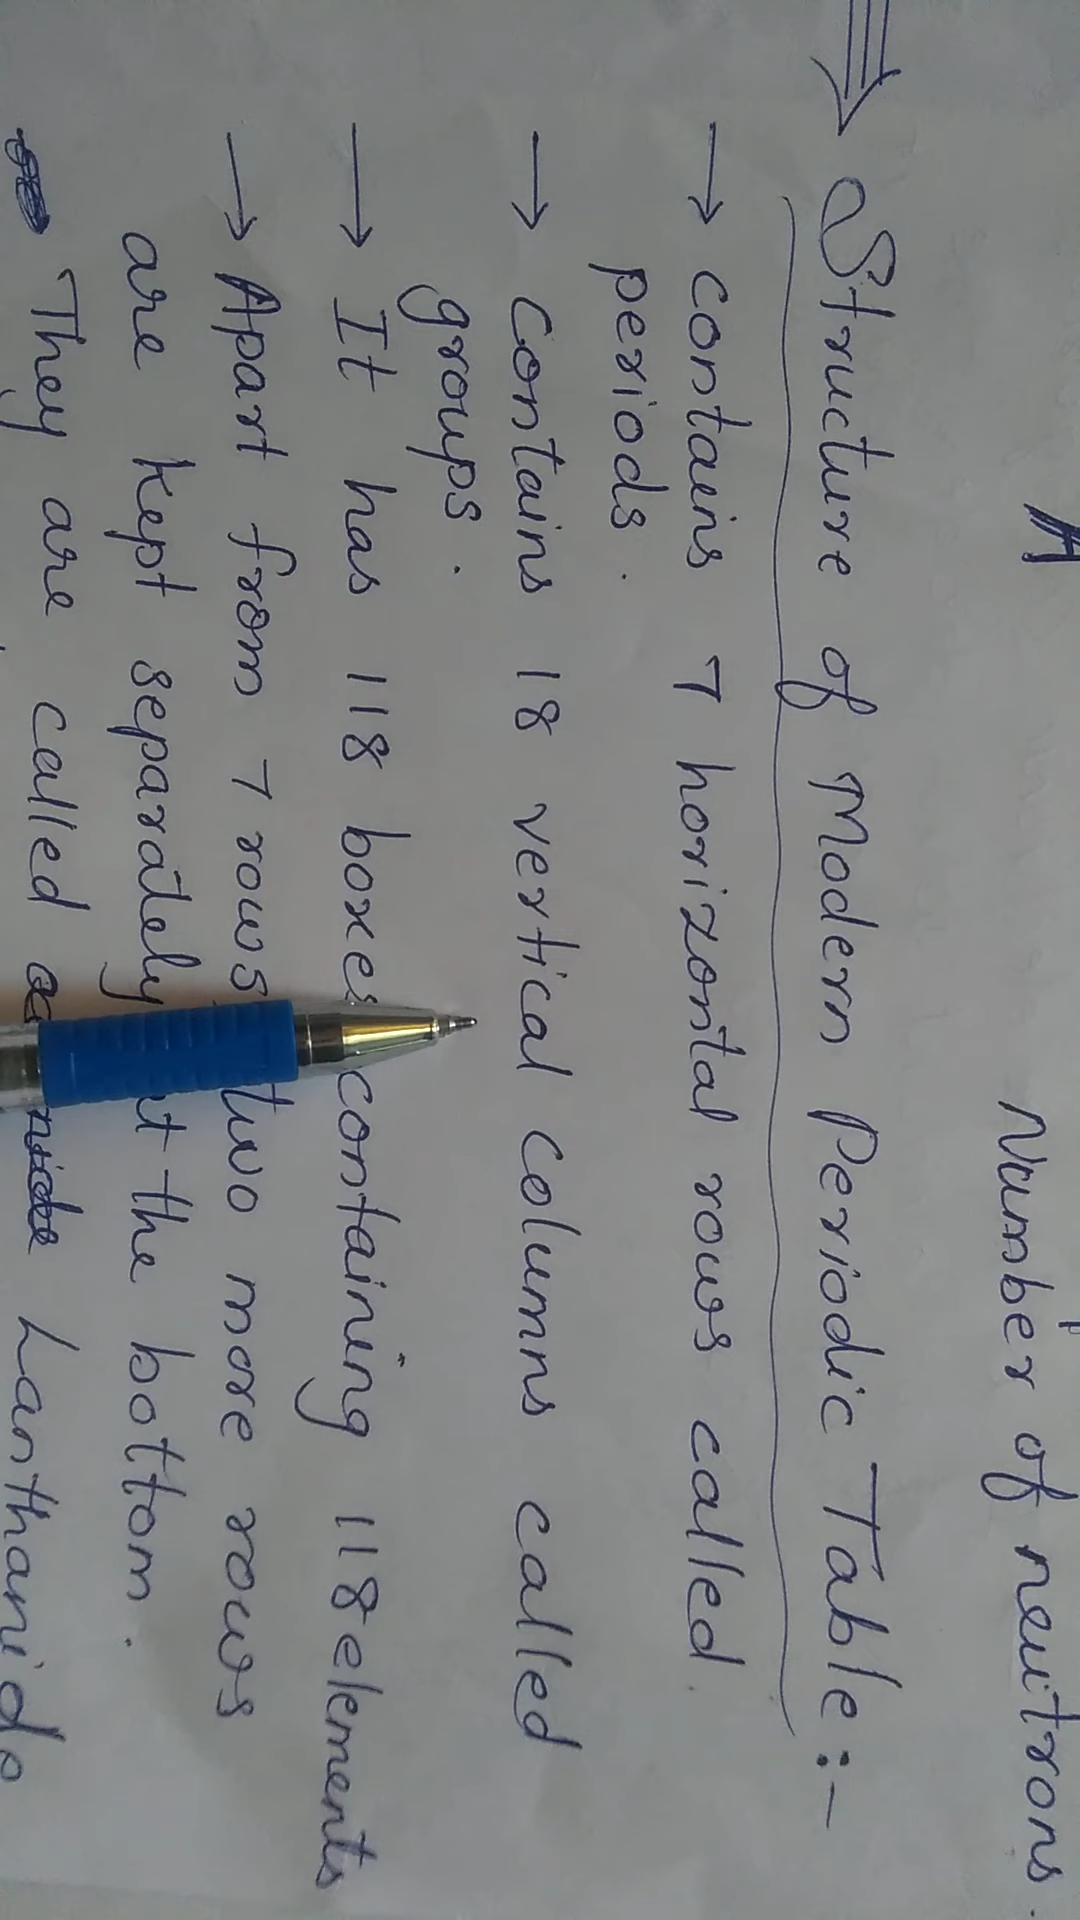 A Number of neutrons.
Structure of Modern Periodic Table :-
→ contains 7 horizontal rows called
periods.
→ Contains 18 vertical columns called
groups.
→ It has 118 boxes containing 118 elements
→ Apart from 7 rows, two more rows
are kept separately at the bottom.
They are called Lanthanide